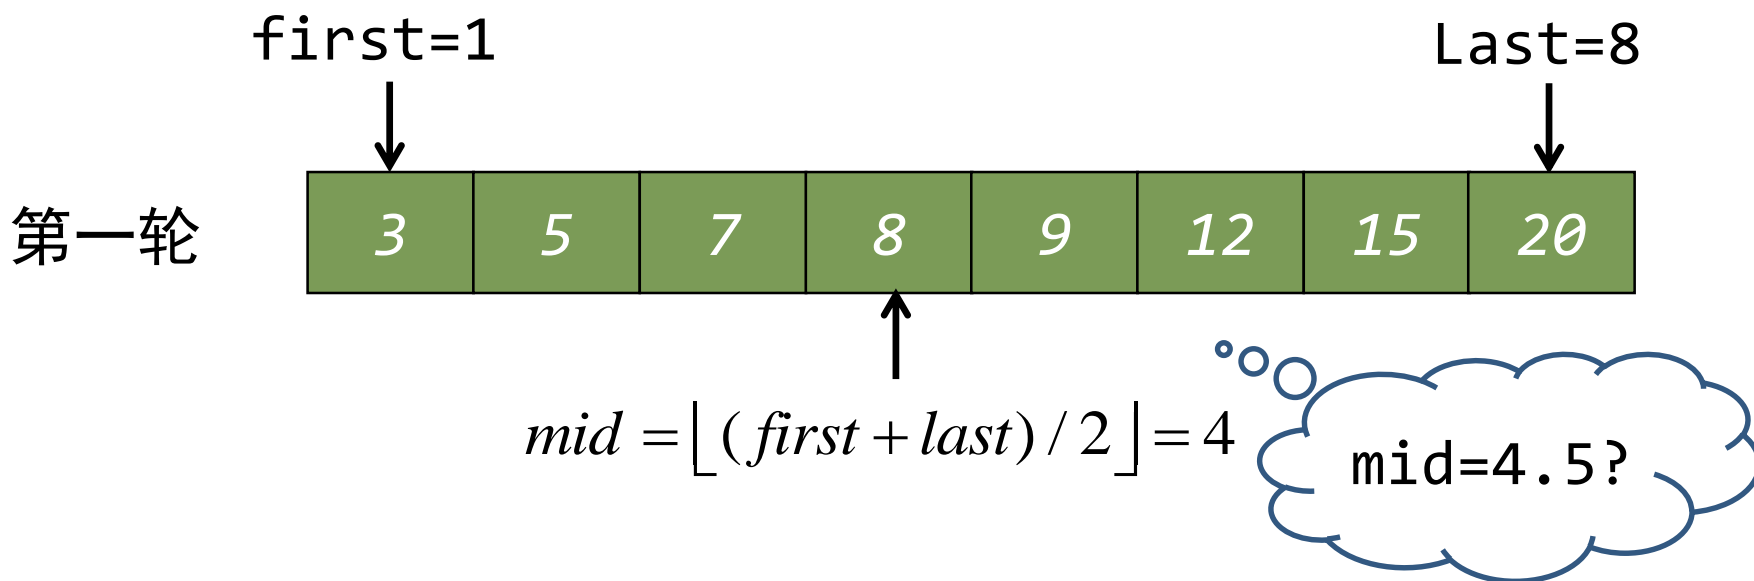 first=1
Last=8
第一轮 3 5 7 8 9 12 15 20
mid = ⌊(first + last) / 2⌋ = 4
mid=4.5?